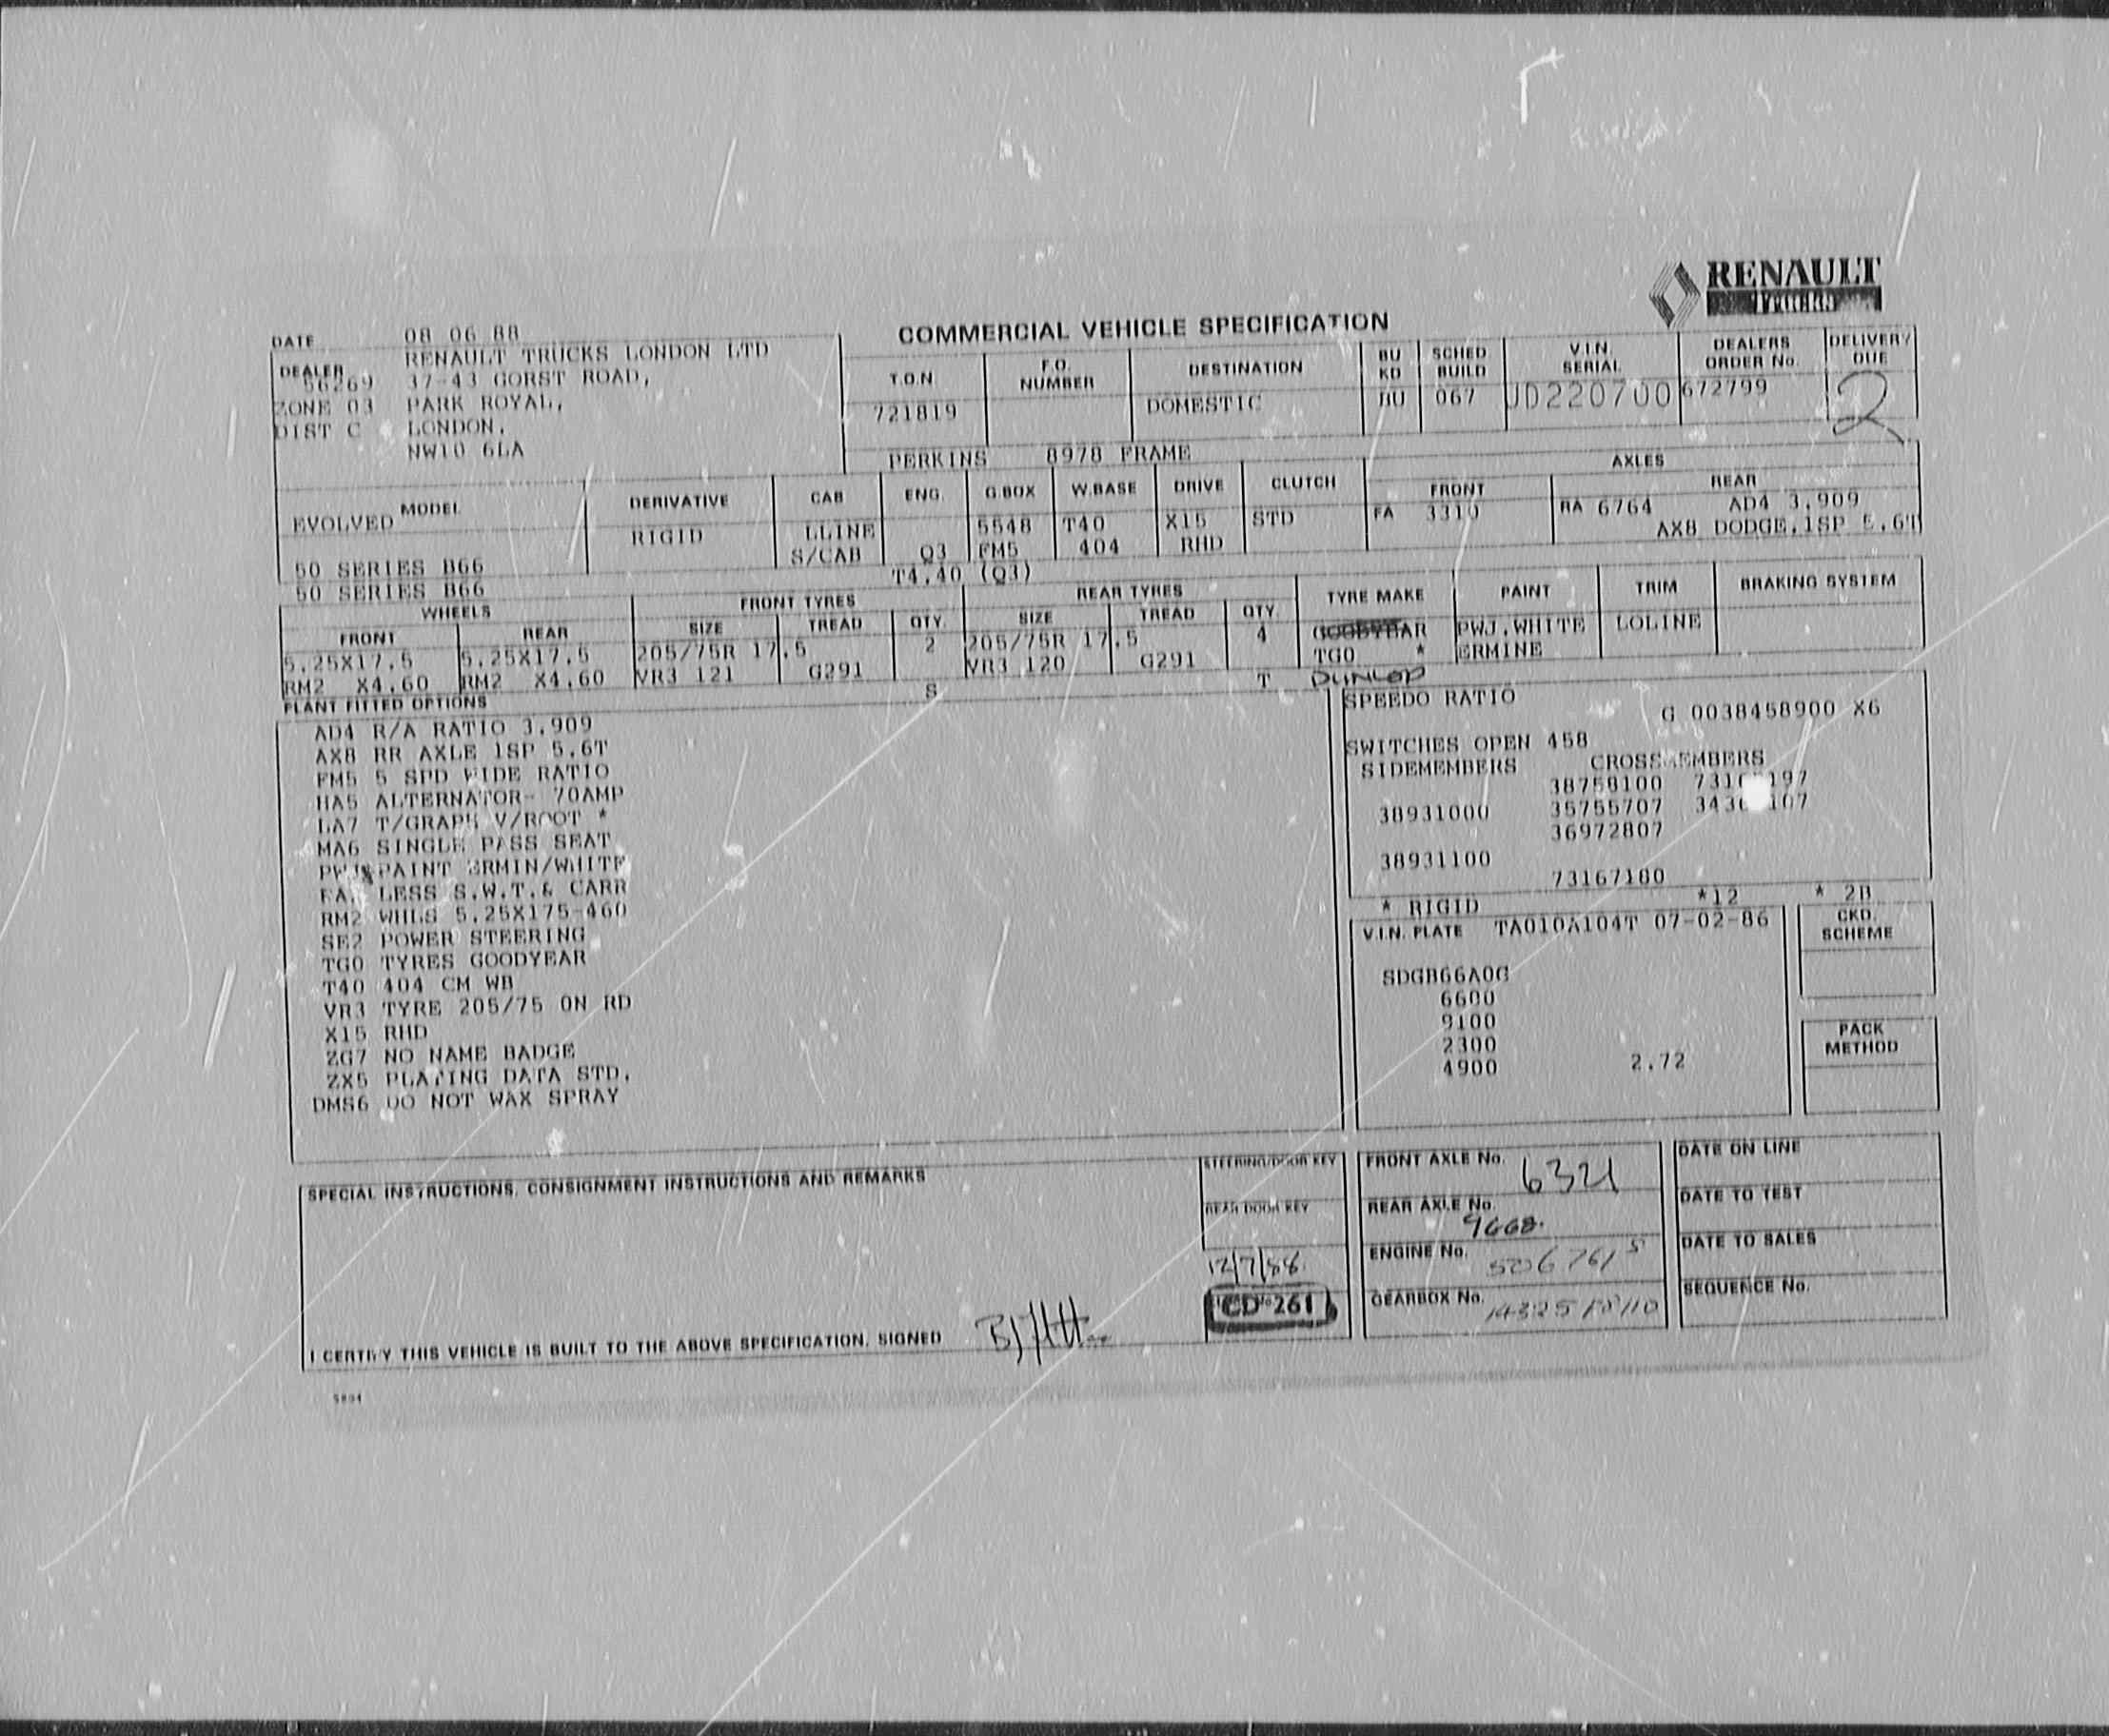 RENAULT
Trucks
COMMERCIAL VEHICLE SPECIFICATION
DATE 08 06 88
DEALER RENAULT TRUCKS LONDON LTD
56269 37-43 GORST ROAD,
ZONE 03 PARK ROYAL,
DIST C LONDON,
NW10 6LA
T.O.N F.O. NUMBER DESTINATION BU KD SCHED BUILD V.I.N. SERIAL DEALERS ORDER No. DELIVERY DUE
721819 DOMESTIC BU 067 JD220700 672799 2
PERKINS 8978 FRAME
MODEL DERIVATIVE CAB ENG. G.BOX W.BASE DRIVE CLUTCH AXLES FRONT REAR
EVOLVED RIGID LLINE 5548 T40 X15 STD FA 3310 RA 6764 AD4 3.909
S/CAB Q3 FM5 404 RHD AX8 DODGE,1SP 5.6T
50 SERIES B66 T4.40 (Q3)
50 SERIES B66
WHEELS FRONT TYRES REAR TYRES TYRE MAKE PAINT TRIM BRAKING SYSTEM
FRONT REAR SIZE TREAD QTY. SIZE TREAD QTY.
5.25X17.5 5.25X17.5 205/75R 17.5 2 205/75R 17.5 4 GOODYEAR PWJ.WHITE LOLINE
RM2 X4.60 RM2 X4.60 VR3 121 G291 VR3 120 G291 TG0 * ERMINE
S T DUNLOP
PLANT FITTED OPTIONS
AD4 R/A RATIO 3.909
AX8 RR AXLE 1SP 5.6T
FM5 5 SPD WIDE RATIO
HA5 ALTERNATOR- 70AMP
LA7 T/GRAPH V/ROOT *
MA6 SINGLE PASS SEAT
PWJ PAINT ERMIN/WHITE
LESS S.W.T.& CARR
RM2 WHLS 5.25X175-460
SE2 POWER STEERING
TG0 TYRES GOODYEAR
T40 404 CM WB
VR3 TYRE 205/75 ON RD
X15 RHD
ZG7 NO NAME BADGE
ZX5 PLATING DATA STD.
DMS6 DO NOT WAX SPRAY
SPEEDO RATIO
G 0038458900 X6
SWITCHES OPEN 458
SIDEMEMBERS CROSSMEMBERS
38758100
38931000 35755707
36972807
38931100
73167180
* RIGID *12 * 2B
V.I.N. PLATE TA010A104T 07-02-86
SDGB66A0G
6600
9100
2300
4900 2.72
CKD. SCHEME
PACK METHOD
SPECIAL INSTRUCTIONS, CONSIGNMENT INSTRUCTIONS AND REMARKS
STEERING/DOOR KEY
REAR DOOR KEY
12/7/88.
CD No 261
FRONT AXLE No. 6321
REAR AXLE No. 9668.
ENGINE No. 5067615
GEARBOX No.
DATE ON LINE
DATE TO TEST
DATE TO SALES
SEQUENCE No.
I CERTIFY THIS VEHICLE IS BUILT TO THE ABOVE SPECIFICATION. SIGNED